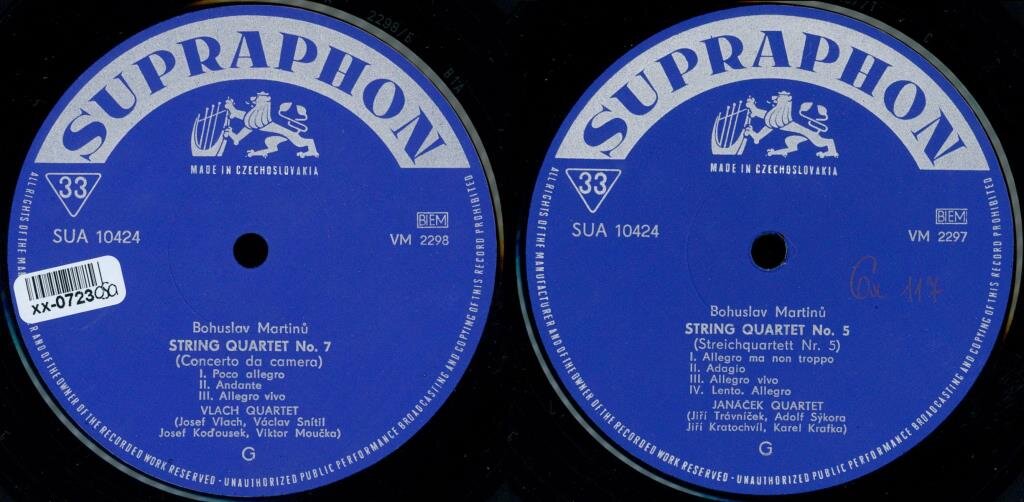 2298/E
B1A
SUPRAPHON
MADE IN CZECHOSLOVAKIA
33
SUA 10424
BIEM
VM 2298
xx-0723
Bohuslav Martinů
STRING QUARTET No. 7
(Concerto da camera)
I. Poco allegro
II. Andante
III. Allegro vivo
VLACH QUARTET
(Josef Vlach, Václav Snítil
Josef Koďousek, Viktor Moučka)
G
ALL RIGHTS OF THE MANUFACTURER AND OF THE OWNER OF THE RECORDED WORK RESERVED - UNAUTHORIZED PUBLIC PERFORMANCE BROADCASTING AND COPYING OF THIS RECORD PROHIBITED
SUPRAPHON
MADE IN CZECHOSLOVAKIA
33
SUA 10424
BIEM
VM 2297
117
Bohuslav Martinů
STRING QUARTET No. 5
(Streichquartett Nr. 5)
I. Allegro ma non troppo
II. Adagio
III. Allegro vivo
IV. Lento. Allegro
JANÁČEK QUARTET
(Jiří Trávníček, Adolf Sýkora
Jiří Kratochvíl, Karel Krafka)
G
ALL RIGHTS OF THE MANUFACTURER AND OF THE OWNER OF THE RECORDED WORK RESERVED - UNAUTHORIZED PUBLIC PERFORMANCE BROADCASTING AND COPYING OF THIS RECORD PROHIBITED